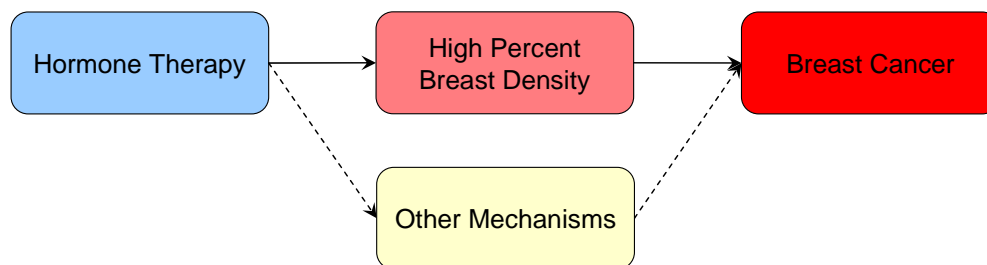 Hormone Therapy
High Percent
Breast Density
Breast Cancer
Other Mechanisms